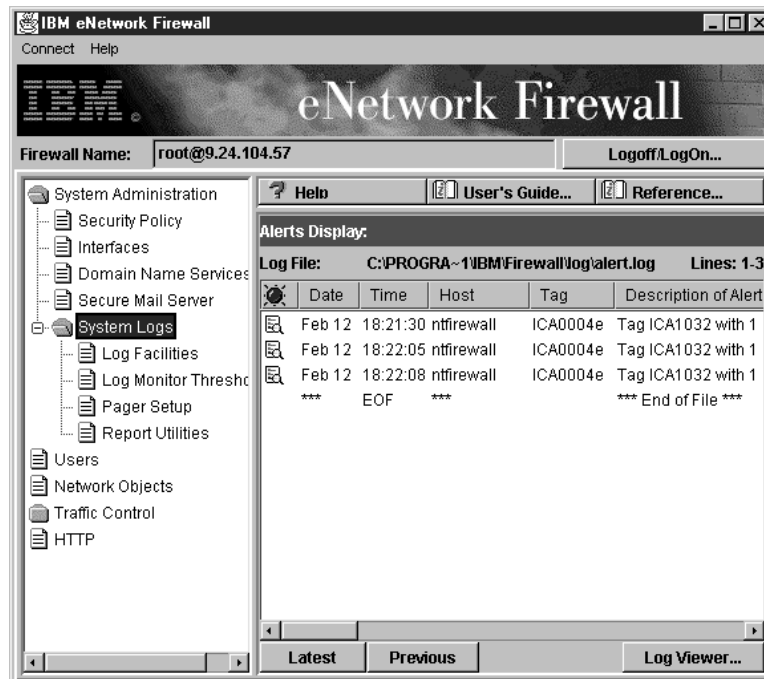 IBM eNetwork Firewall
Connect Help
IBM. eNetwork Firewall
Firewall Name: root@9.24.104.57 Logoff/LogOn...
System Administration
Security Policy
Interfaces
Domain Name Services
Secure Mail Server
System Logs
Log Facilities
Log Monitor Thresho
Pager Setup
Report Utilities
Users
Network Objects
Traffic Control
HTTP
Help User's Guide... Reference...
Alerts Display:
Log File: C:\PROGRA~1\IBM\Firewall\log\alert.log Lines: 1-3
Date Time Host Tag Description of Alert
Feb 12 18:21:30 ntfirewall ICA0004e Tag ICA1032 with 1
Feb 12 18:22:05 ntfirewall ICA0004e Tag ICA1032 with 1
Feb 12 18:22:08 ntfirewall ICA0004e Tag ICA1032 with 1
*** EOF *** *** End of File ***
Latest Previous Log Viewer...